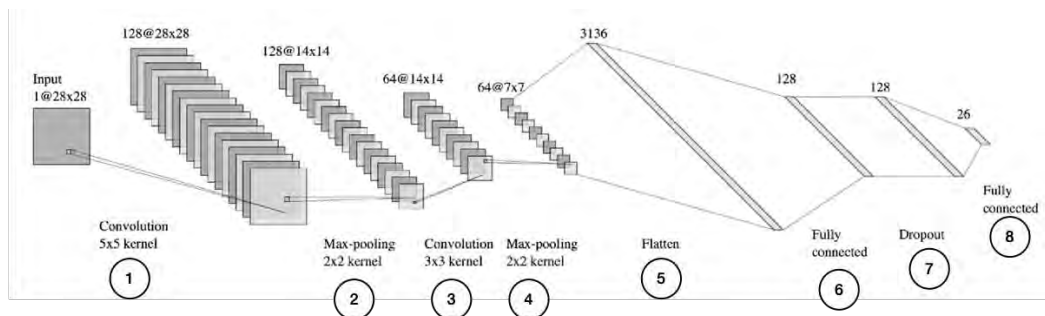 Input
1@28x28
128@28x28
128@14x14
64@14x14
64@7x7
3136
128
128
26
Convolution
5x5 kernel
1
Max-pooling
2x2 kernel
2
Convolution
3x3 kernel
3
Max-pooling
2x2 kernel
4
Flatten
5
Fully
connected
6
Dropout
7
Fully
connected
8